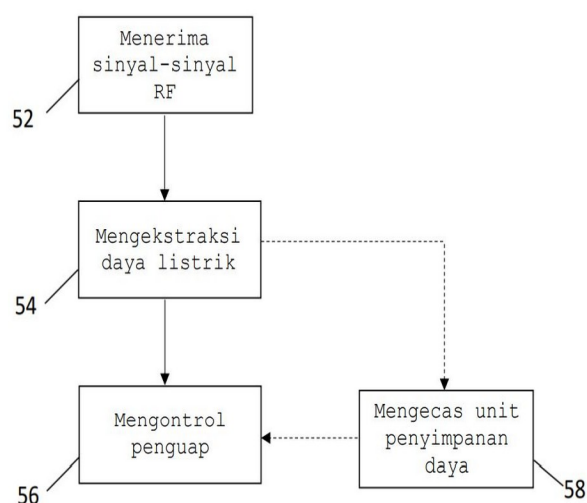 Menerima
sinyal-sinyal
RF
52
Mengekstraksi
daya listrik
54
Mengontrol
penguap
56
Mengecas unit
penyimpanan
daya
58